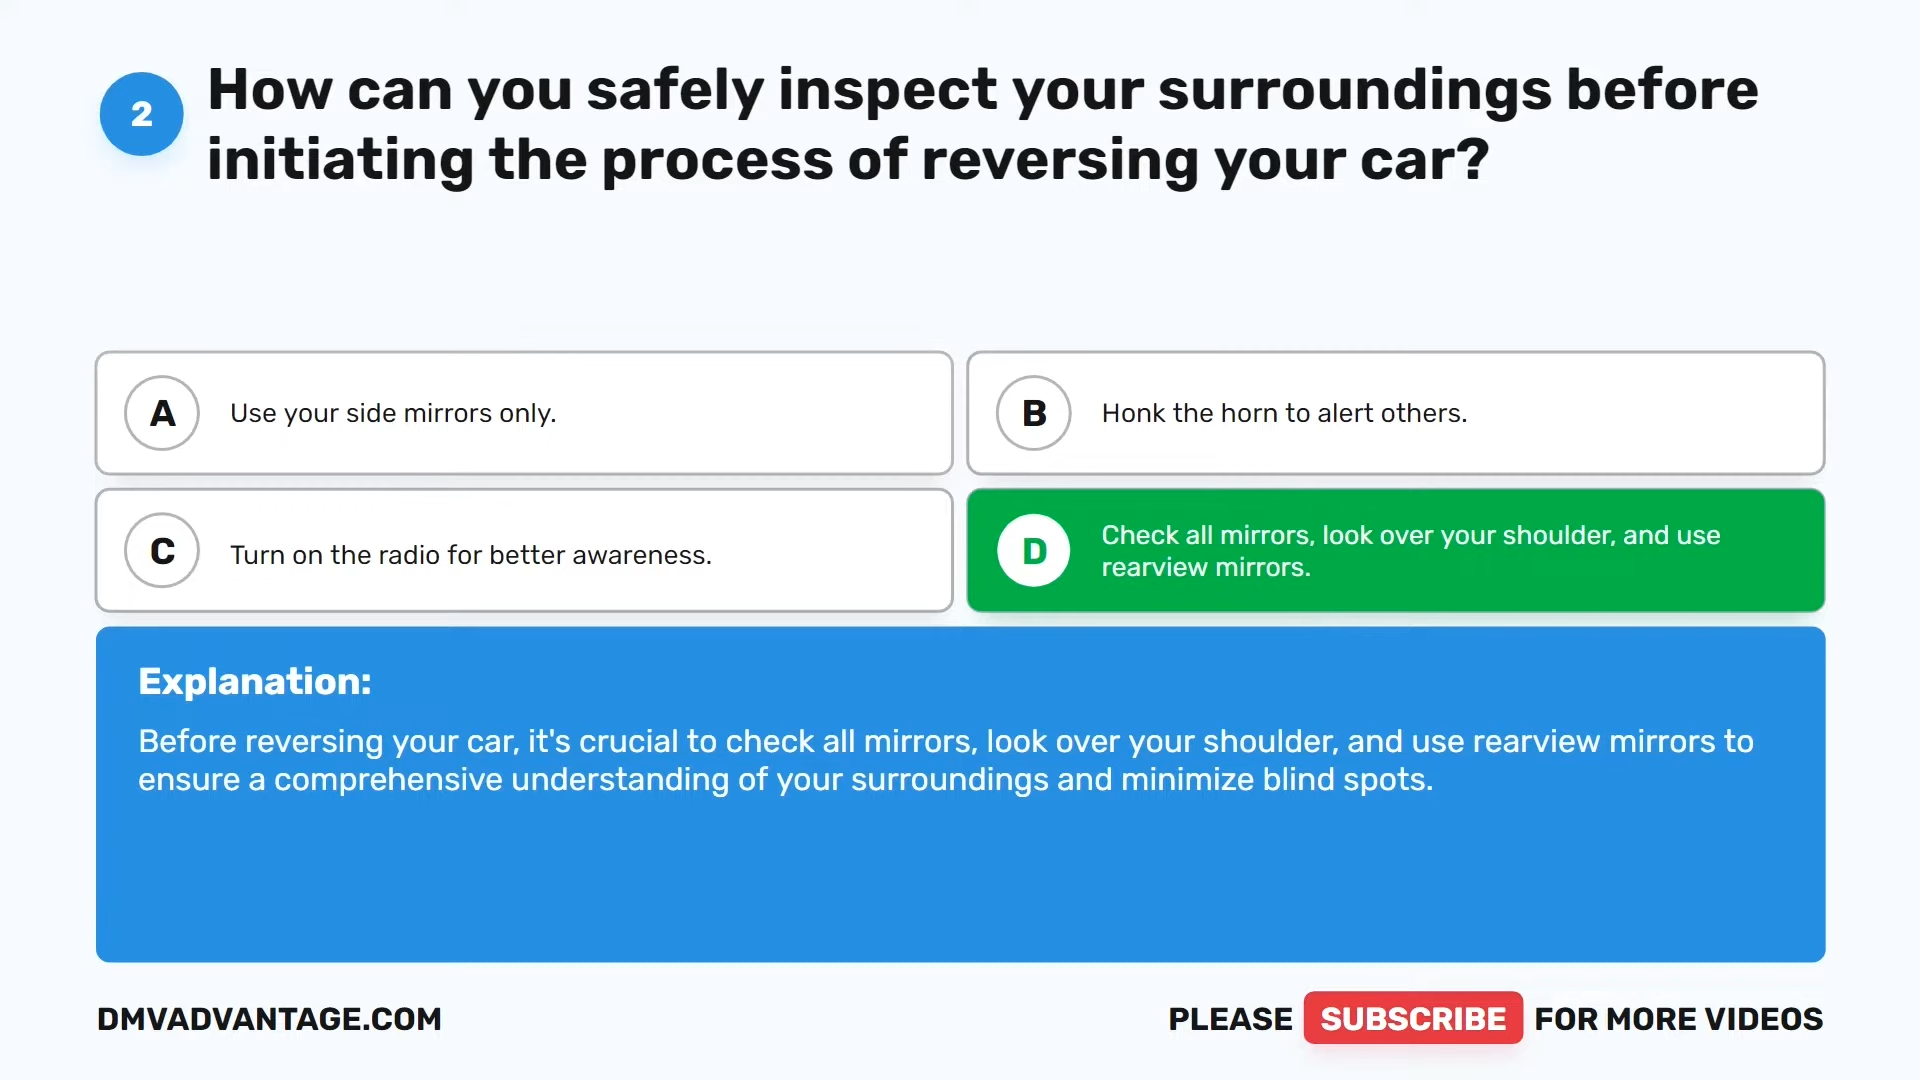 2
How can you safely inspect your surroundings before
initiating the process of reversing your car?
A
Use your side mirrors only.
B
Honk the horn to alert others.
C
Turn on the radio for better awareness.
D
Check all mirrors, look over your shoulder, and use
rearview mirrors.
Explanation:
Before reversing your car, it's crucial to check all mirrors, look over your shoulder, and use rearview mirrors to
ensure a comprehensive understanding of your surroundings and minimize blind spots.
DMVADVANTAGE.COM
PLEASE SUBSCRIBE FOR MORE VIDEOS